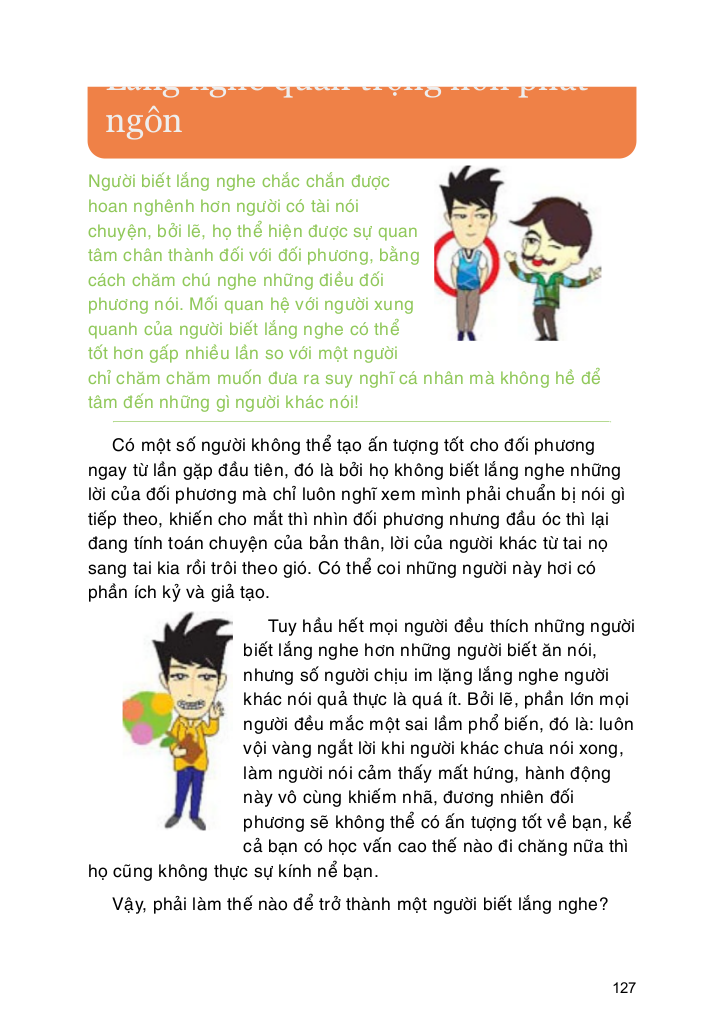 Lắng nghe quan trọng hơn phát
ngôn
Người biết lắng nghe chắc chắn được
hoan nghênh hơn người có tài nói
chuyện, bởi lẽ, họ thể hiện được sự quan
tâm chân thành đối với đối phương, bằng
cách chăm chú nghe những điều đối
phương nói. Mối quan hệ với người xung
quanh của người biết lắng nghe có thể
tốt hơn gấp nhiều lần so với một người
chỉ chăm chăm muốn đưa ra suy nghĩ cá nhân mà không hề để
tâm đến những gì người khác nói!
Có một số người không thể tạo ấn tượng tốt cho đối phương
ngay từ lần gặp đầu tiên, đó là bởi họ không biết lắng nghe những
lời của đối phương mà chỉ luôn nghĩ xem mình phải chuẩn bị nói gì
tiếp theo, khiến cho mắt thì nhìn đối phương nhưng đầu óc thì lại
đang tính toán chuyện của bản thân, lời của người khác từ tai nọ
sang tai kia rồi trôi theo gió. Có thể coi những người này hơi có
phần ích kỷ và giả tạo.
Tuy hầu hết mọi người đều thích những người
biết lắng nghe hơn những người biết ăn nói,
nhưng số người chịu im lặng lắng nghe người
khác nói quả thực là quá ít. Bởi lẽ, phần lớn mọi
người đều mắc một sai lầm phổ biến, đó là: luôn
vội vàng ngắt lời khi người khác chưa nói xong,
làm người nói cảm thấy mất hứng, hành động
này vô cùng khiếm nhã, đương nhiên đối
phương sẽ không thể có ấn tượng tốt về bạn, kể
cả bạn có học vấn cao thế nào đi chăng nữa thì
họ cũng không thực sự kính nể bạn.
Vậy, phải làm thế nào để trở thành một người biết lắng nghe?
127